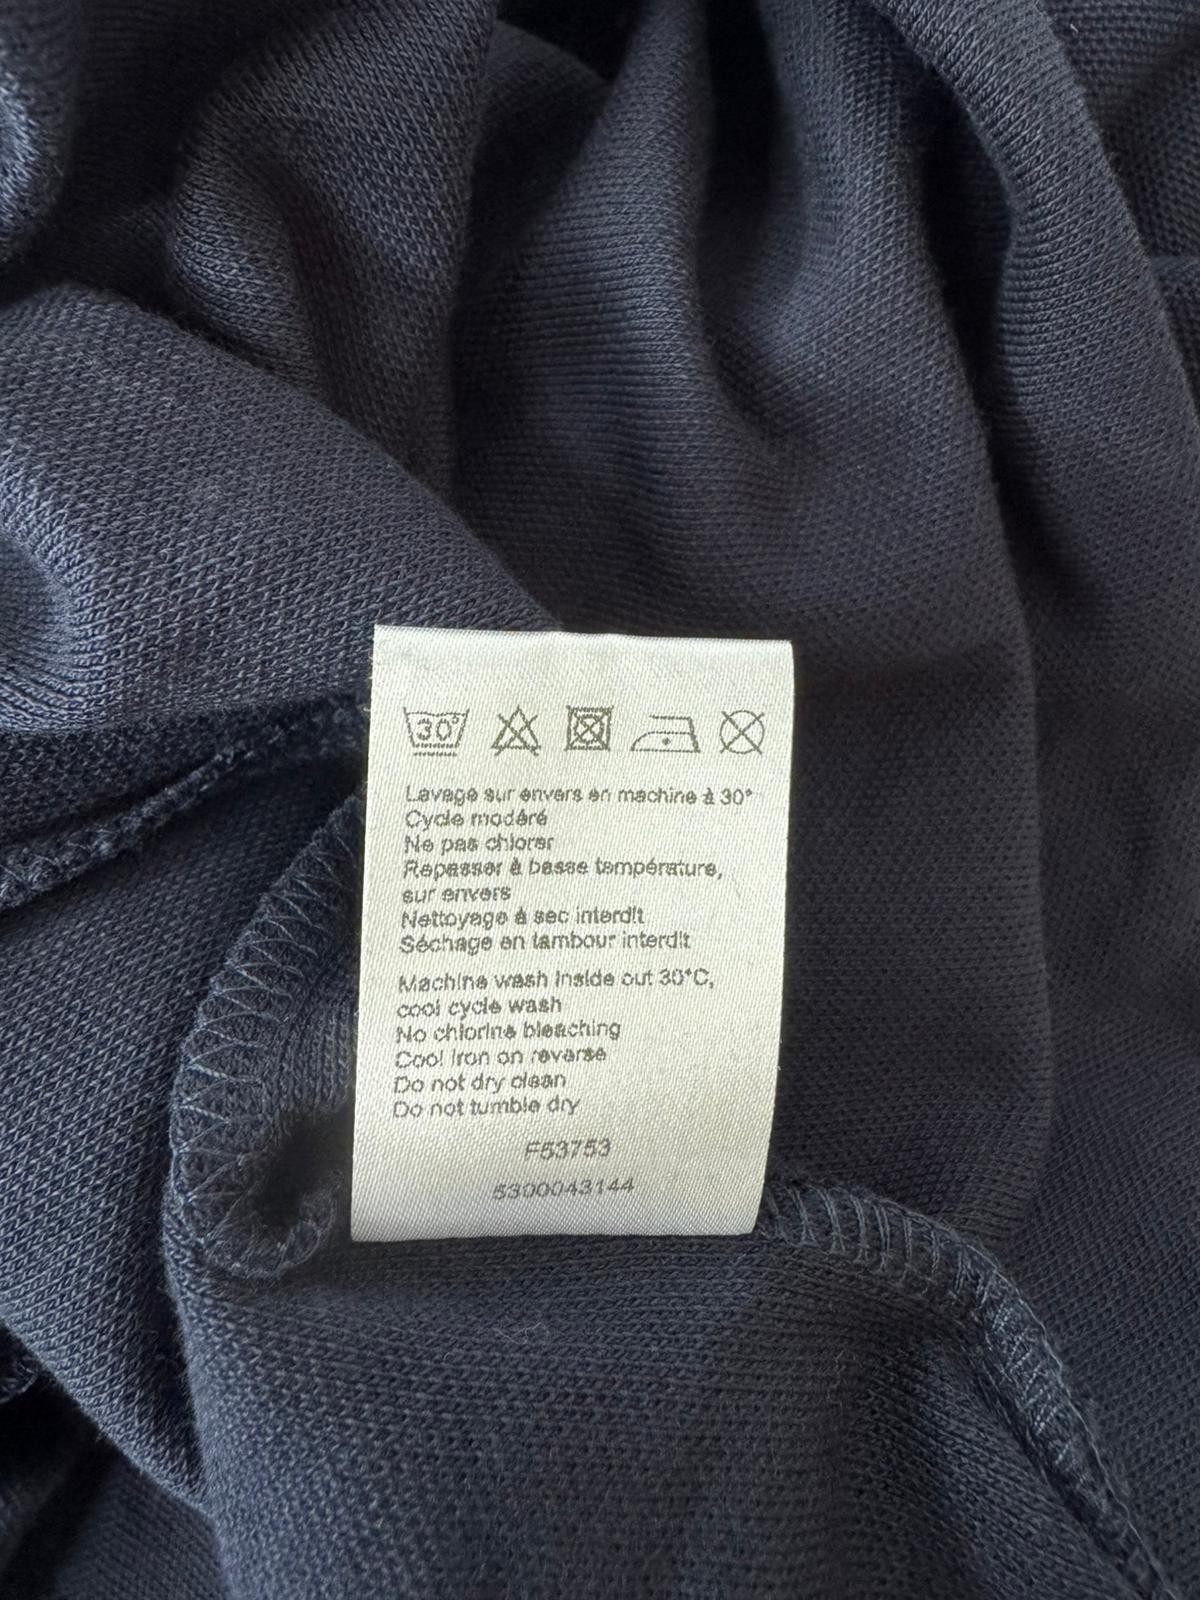 30°
Lavage sur envers en machine à 30°
Cycle modéré
Ne pas chlorer
Repasser à basse température,
sur envers
Nettoyage à sec interdit
Séchage en tambour interdit
Machine wash inside out 30°C,
cool cycle wash
No chlorine bleaching
Cool iron on reverse
Do not dry clean
Do not tumble dry
F53753
5300043144